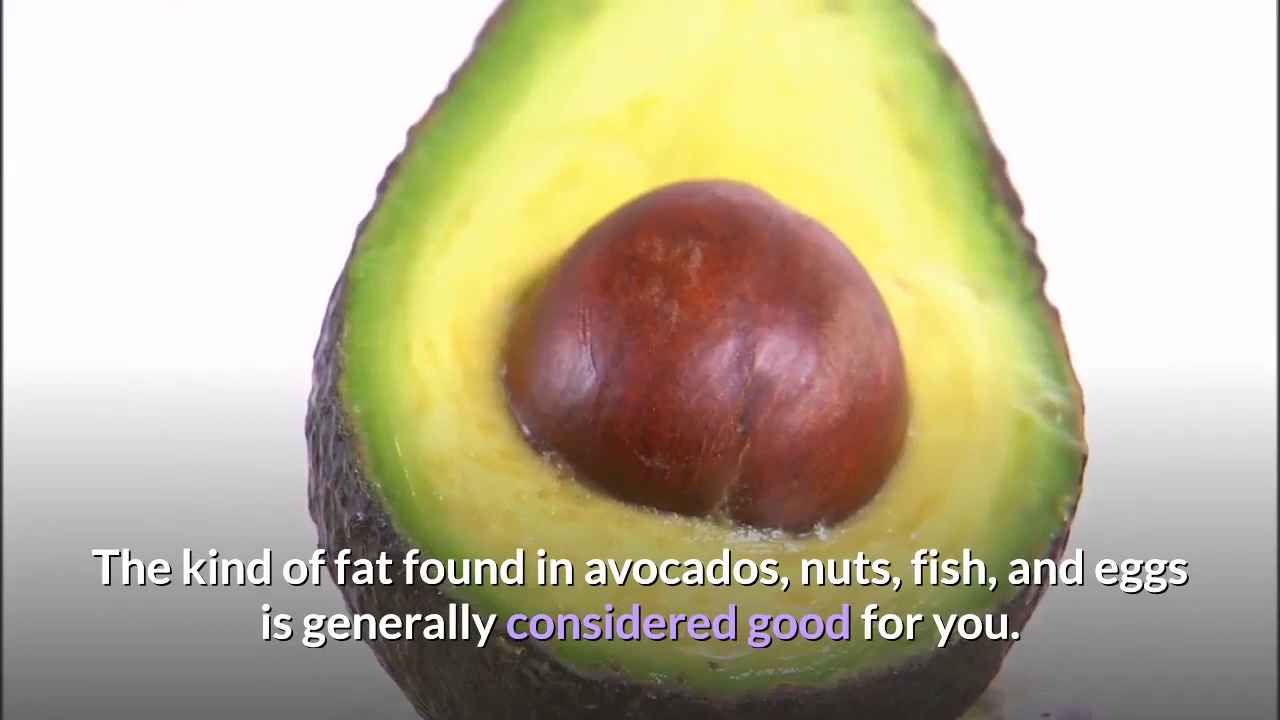 The kind of fat found in avocados, nuts, fish, and eggs
is generally considered good for you.